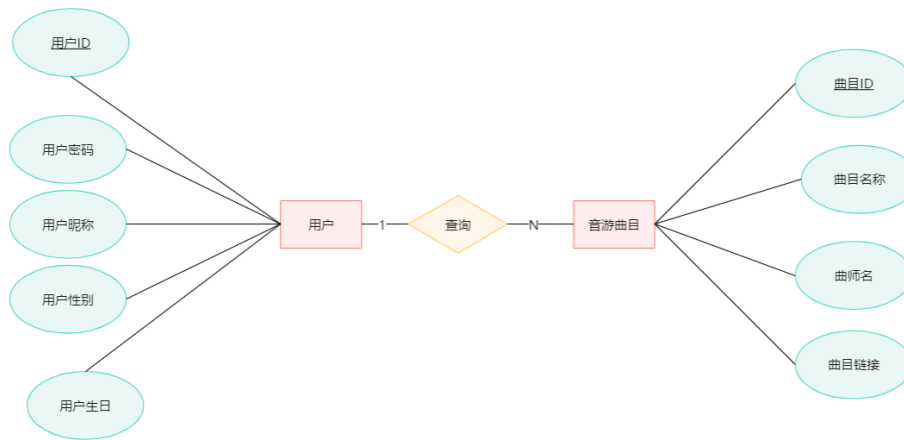 用户ID
用户密码
用户昵称
用户性别
用户生日
用户
1
查询
N
音游曲目
曲目ID
曲目名称
曲师名
曲目链接